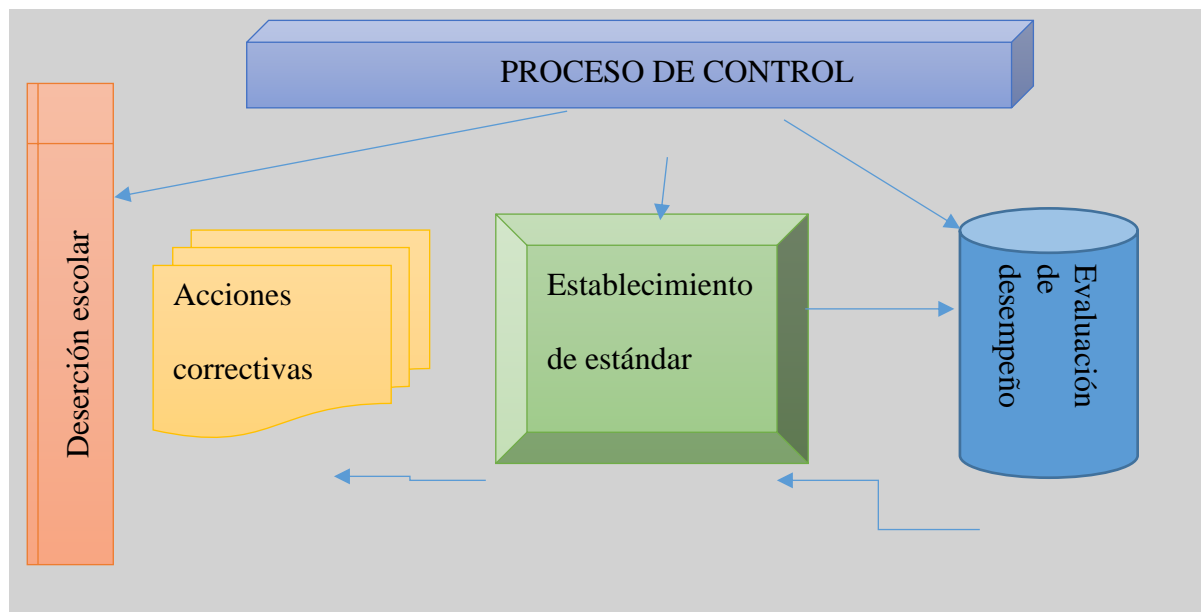 PROCESO DE CONTROL
Deserción escolar
Acciones
correctivas
Establecimiento
de estándar
Evaluación
de
desempeño